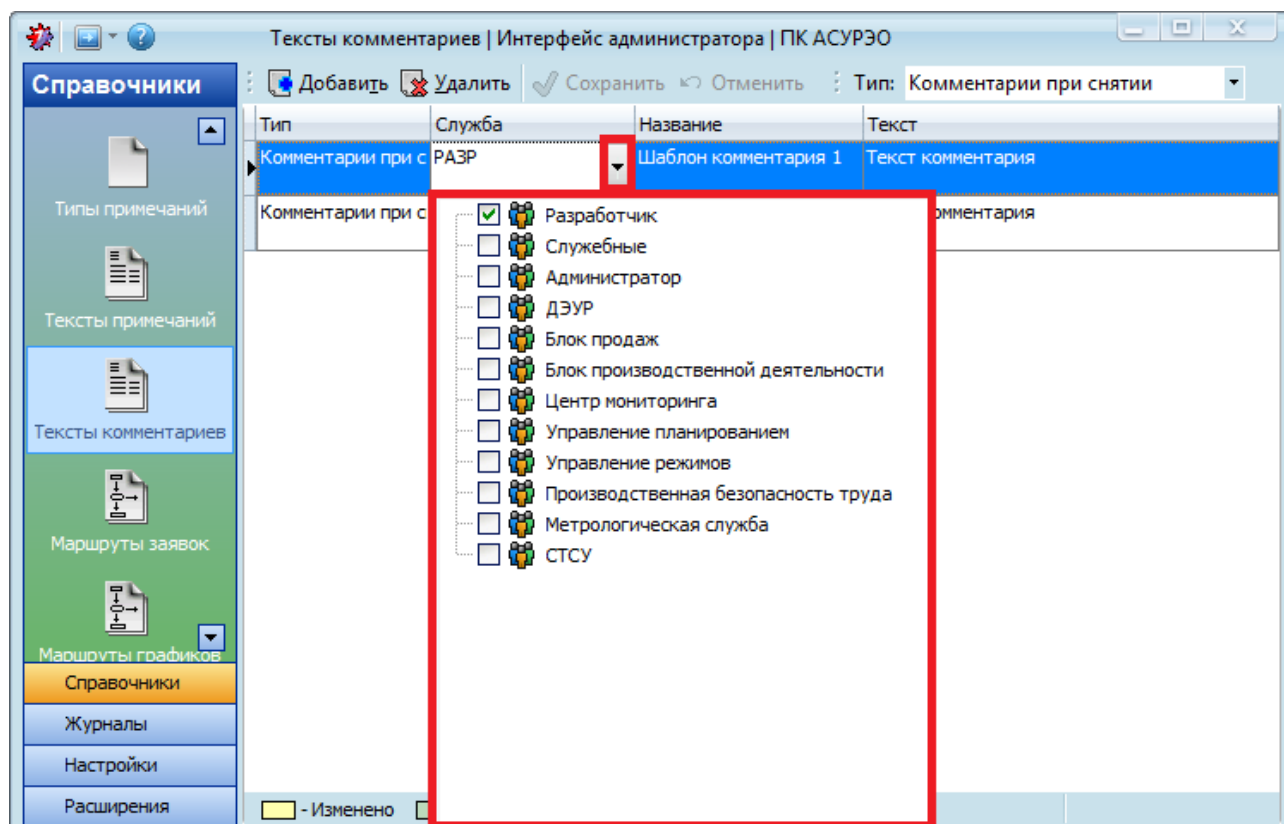 Тексты комментариев | Интерфейс администратора | ПК АСУРЭО
Справочники
Добавить Удалить Сохранить Отменить Тип: Комментарии при снятии
Тип Служба Название Текст
Комментарии при с РАЗР Шаблон комментария 1 Текст комментария
Комментарии при с омментария
Типы примечаний
Тексты примечаний
Тексты комментариев
Маршруты заявок
Маршруты графиков
Справочники
Журналы
Настройки
Расширения
Разработчик
Служебные
Администратор
ДЭУР
Блок продаж
Блок производственной деятельности
Центр мониторинга
Управление планированием
Управление режимов
Производственная безопасность труда
Метрологическая служба
СТСУ
- Изменено